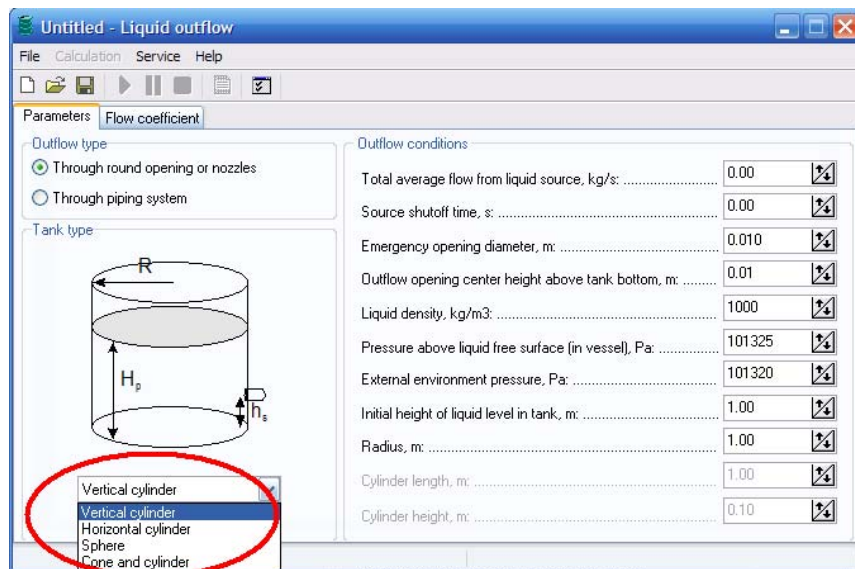 Untitled - Liquid outflow
File Calculation Service Help
Parameters Flow coefficient
Outflow type
Through round opening or nozzles
Through piping system
Tank type
R
Hp
hs
Vertical cylinder
Vertical cylinder
Horizontal cylinder
Sphere
Cone and cylinder
Outflow conditions
Total average flow from liquid source, kg/s: 0.00
Source shutoff time, s: 0.00
Emergency opening diameter, m: 0.010
Outflow opening center height above tank bottom, m: 0.01
Liquid density, kg/m3: 1000
Pressure above liquid free surface (in vessel), Pa: 101325
External environment pressure, Pa: 101320
Initial height of liquid level in tank, m: 1.00
Radius, m: 1.00
Cylinder length, m: 1.00
Cylinder height, m: 0.10